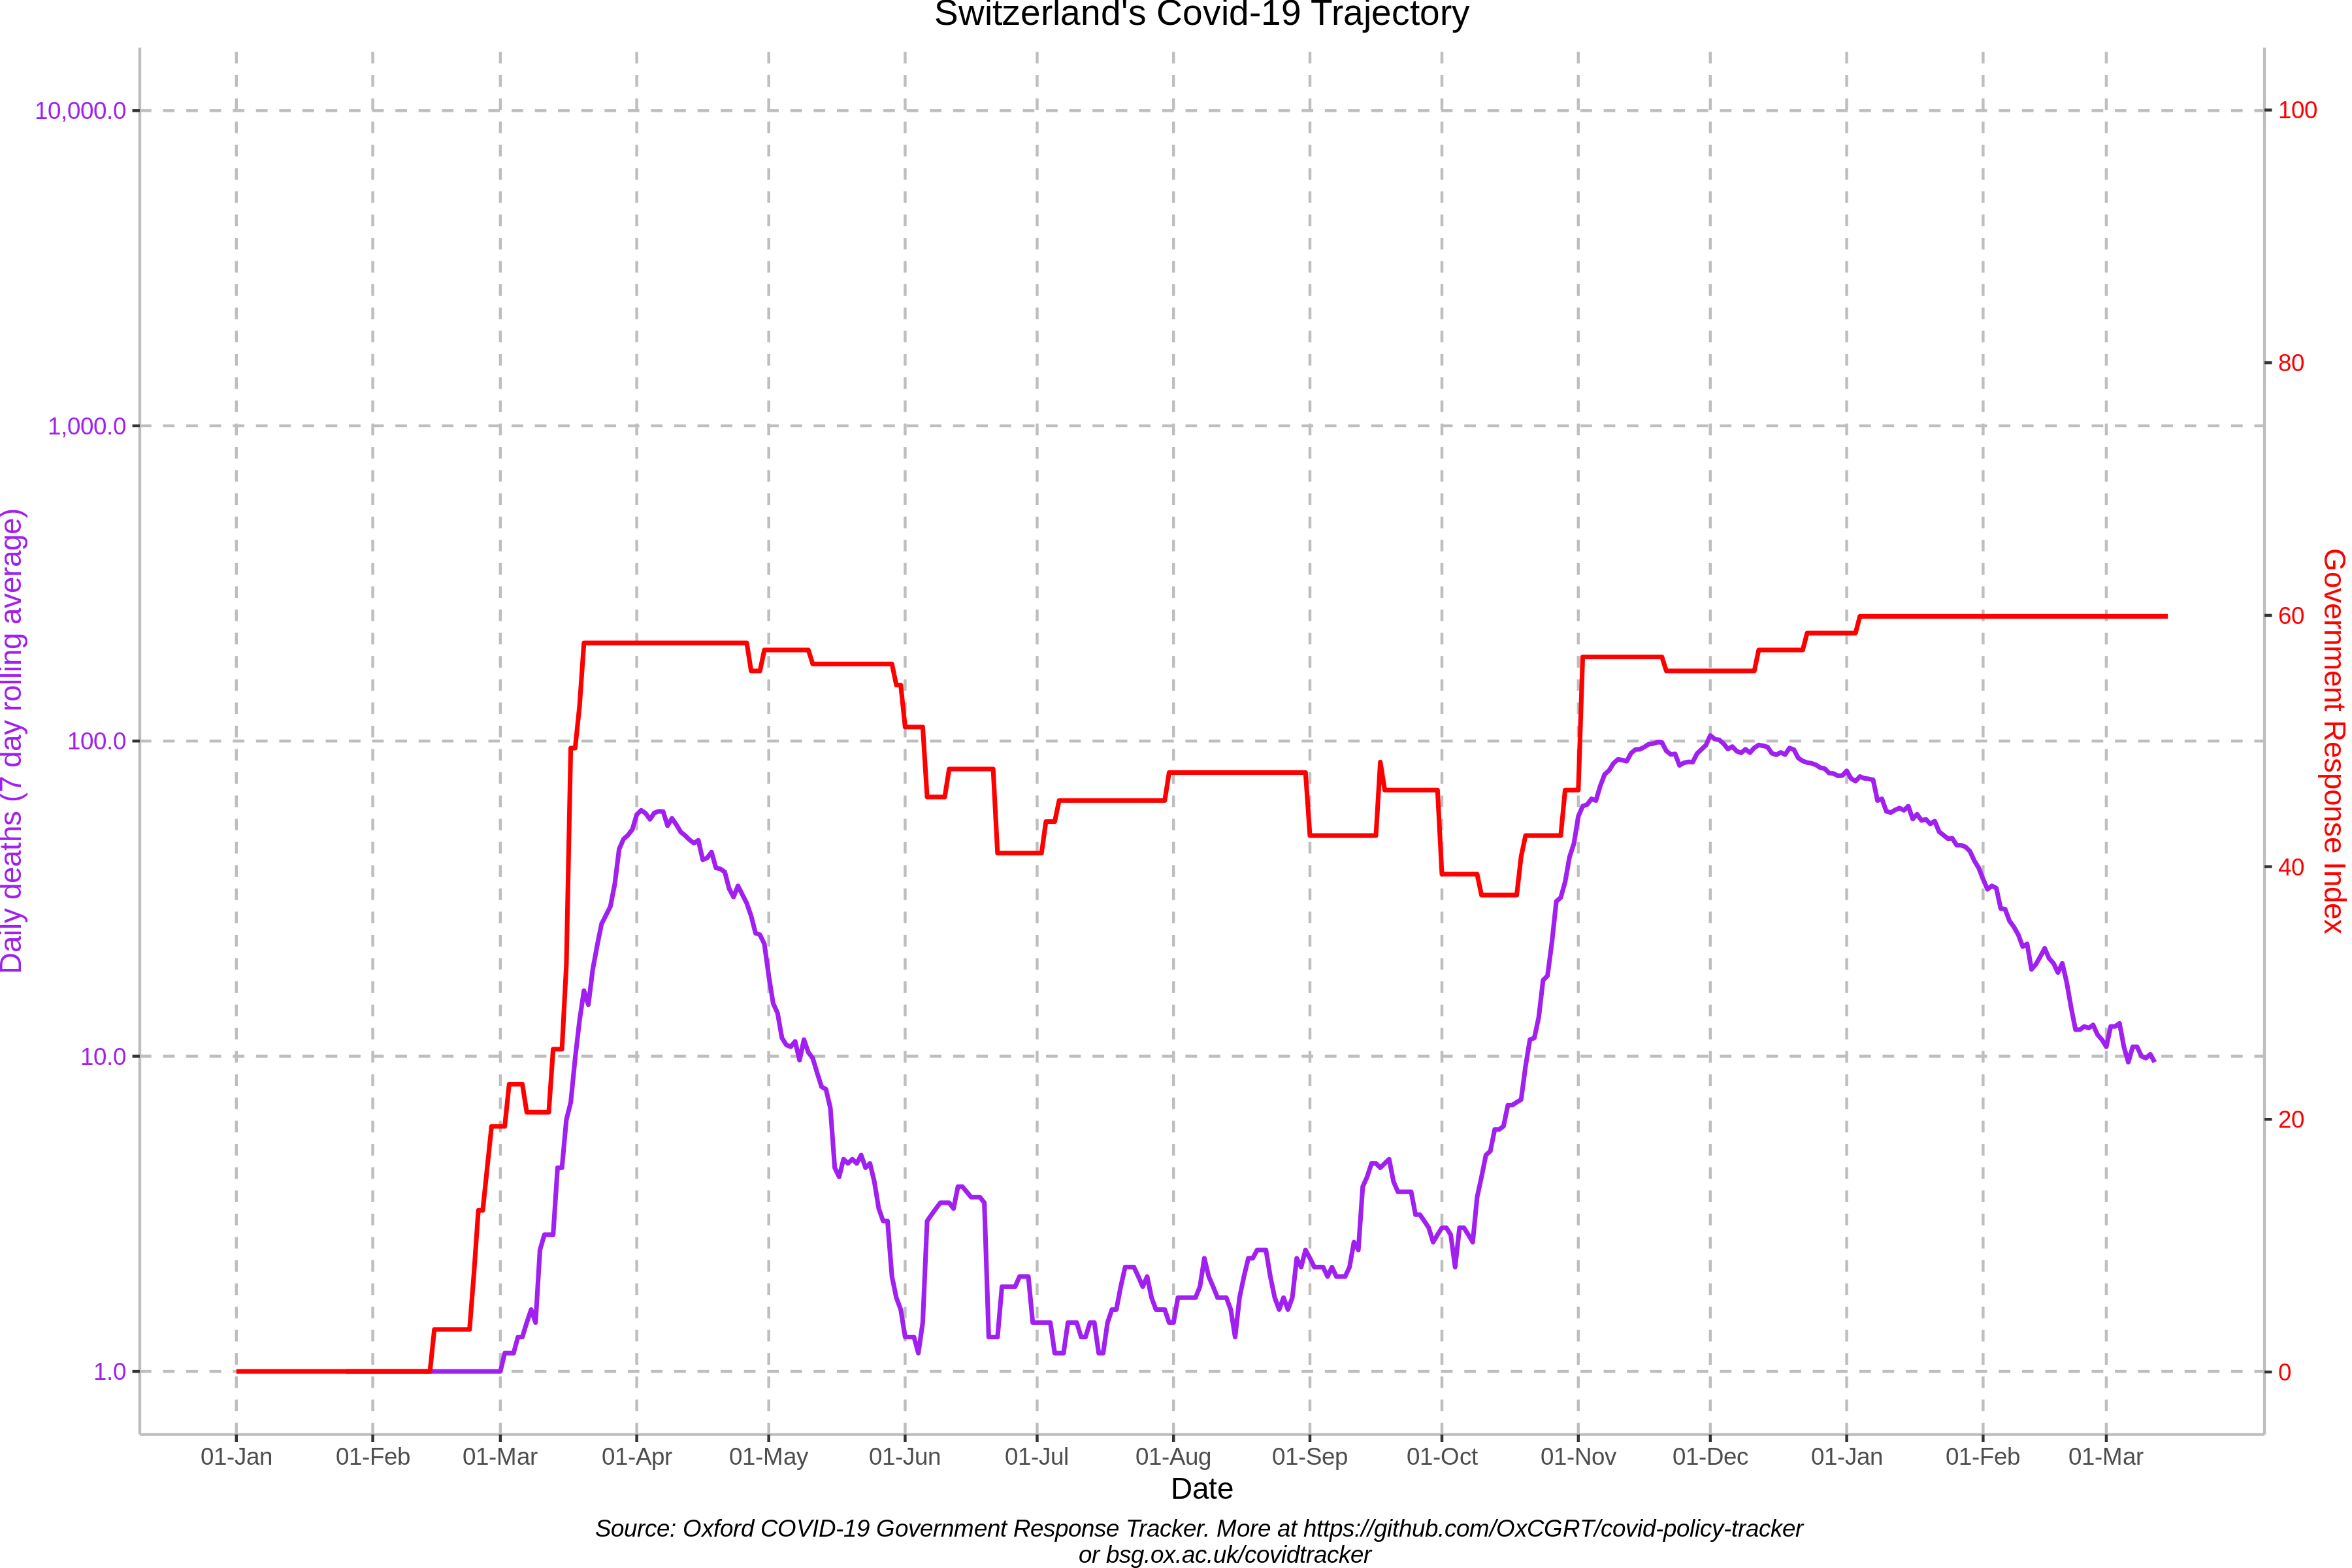 Switzerland's Covid-19 Trajectory
10,000.0
1,000.0
100.0
10.0
1.0
Daily deaths (7 day rolling average)
100
80
60
40
20
0
Government Response Index
01-Jan 01-Feb 01-Mar 01-Apr 01-May 01-Jun 01-Jul 01-Aug 01-Sep 01-Oct 01-Nov 01-Dec 01-Jan 01-Feb 01-Mar
Date
Source: Oxford COVID-19 Government Response Tracker. More at https://github.com/OxCGRT/covid-policy-tracker
or bsg.ox.ac.uk/covidtracker